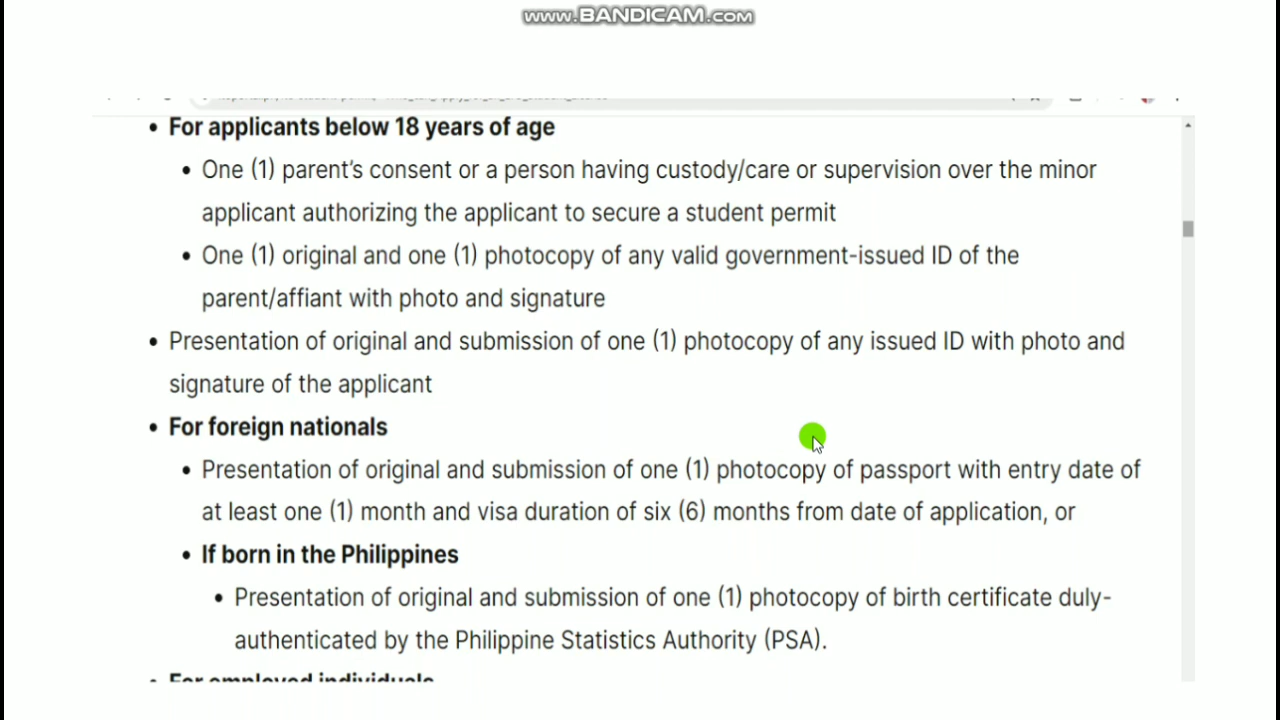 www.BANDICAM.com
• For applicants below 18 years of age
• One (1) parent's consent or a person having custody/care or supervision over the minor
applicant authorizing the applicant to secure a student permit
• One (1) original and one (1) photocopy of any valid government-issued ID of the
parent/affiant with photo and signature
• Presentation of original and submission of one (1) photocopy of any issued ID with photo and
signature of the applicant
• For foreign nationals
• Presentation of original and submission of one (1) photocopy of passport with entry date of
at least one (1) month and visa duration of six (6) months from date of application, or
• If born in the Philippines
• Presentation of original and submission of one (1) photocopy of birth certificate duly-
authenticated by the Philippine Statistics Authority (PSA).
• For employed individuals